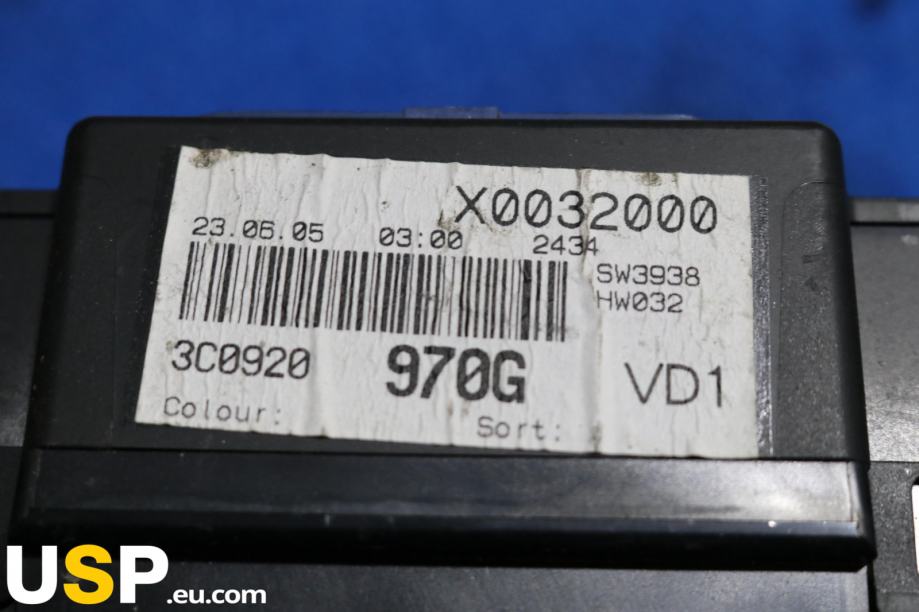 X0032000
23.06.05 03:00 2434
SW3938
HW032
3C0920 970G VD1
Colour: Sort:
USP.eu.com